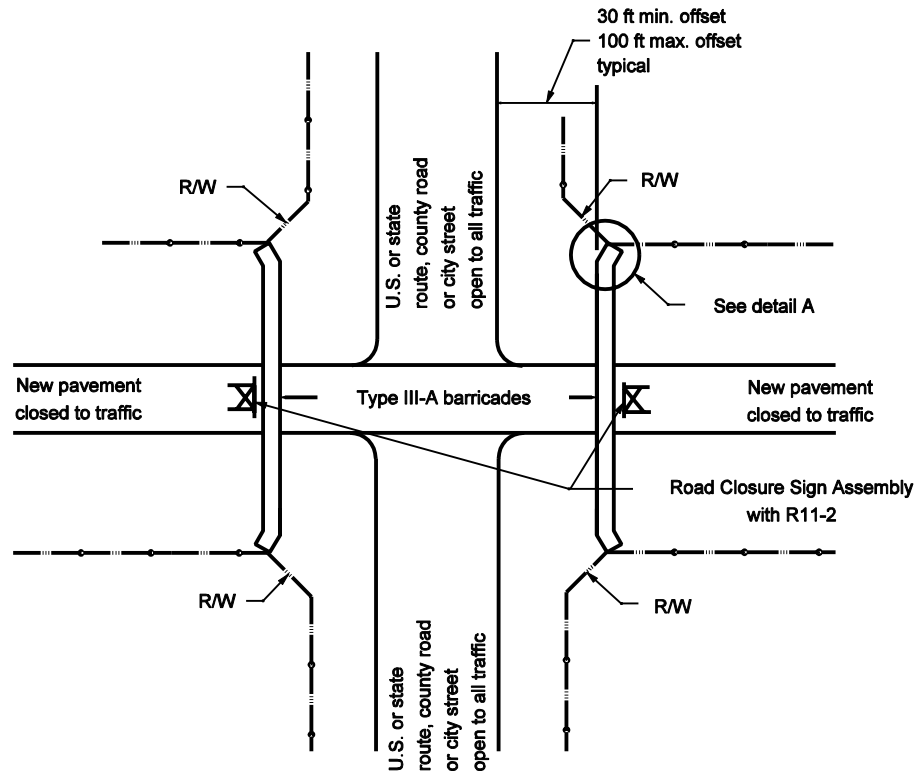 30 ft min. offset
100 ft max. offset
typical
R/W
R/W
U.S. or state
route, county road
or city street
open to all traffic
See detail A
New pavement
closed to traffic
Type III-A barricades
New pavement
closed to traffic
Road Closure Sign Assembly
with R11-2
R/W
R/W
U.S. or state
route, county road
or city street
open to all traffic